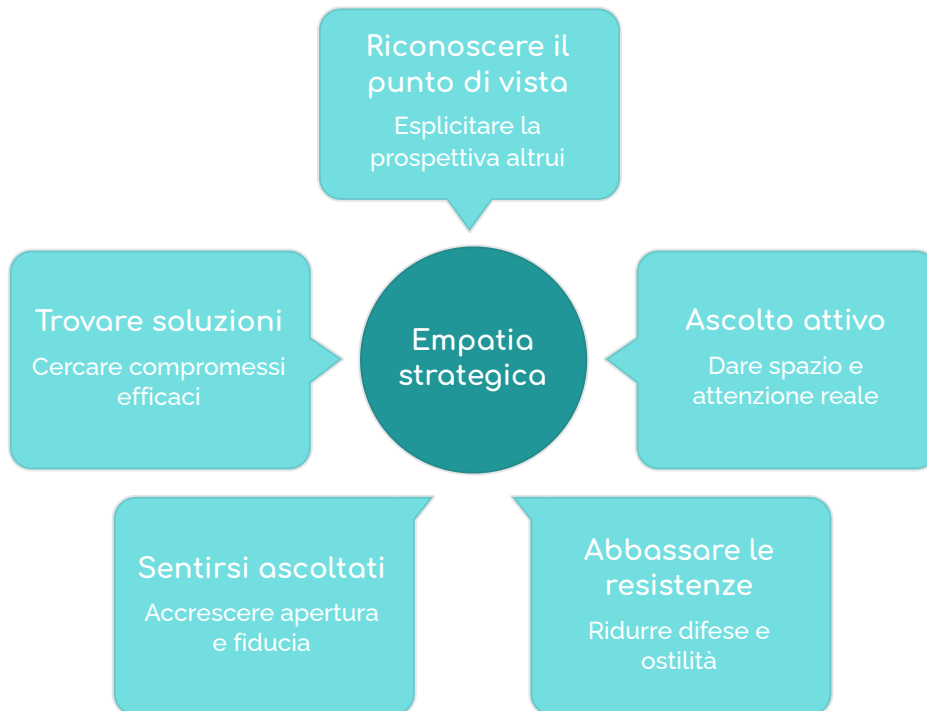 Riconoscere il
punto di vista
Esplicitare la
prospettiva altrui
Trovare soluzioni
Cercare compromessi
efficaci
Empatia
strategica
Ascolto attivo
Dare spazio e
attenzione reale
Sentirsi ascoltati
Accrescere apertura
e fiducia
Abbassare le
resistenze
Ridurre difese e
ostilità